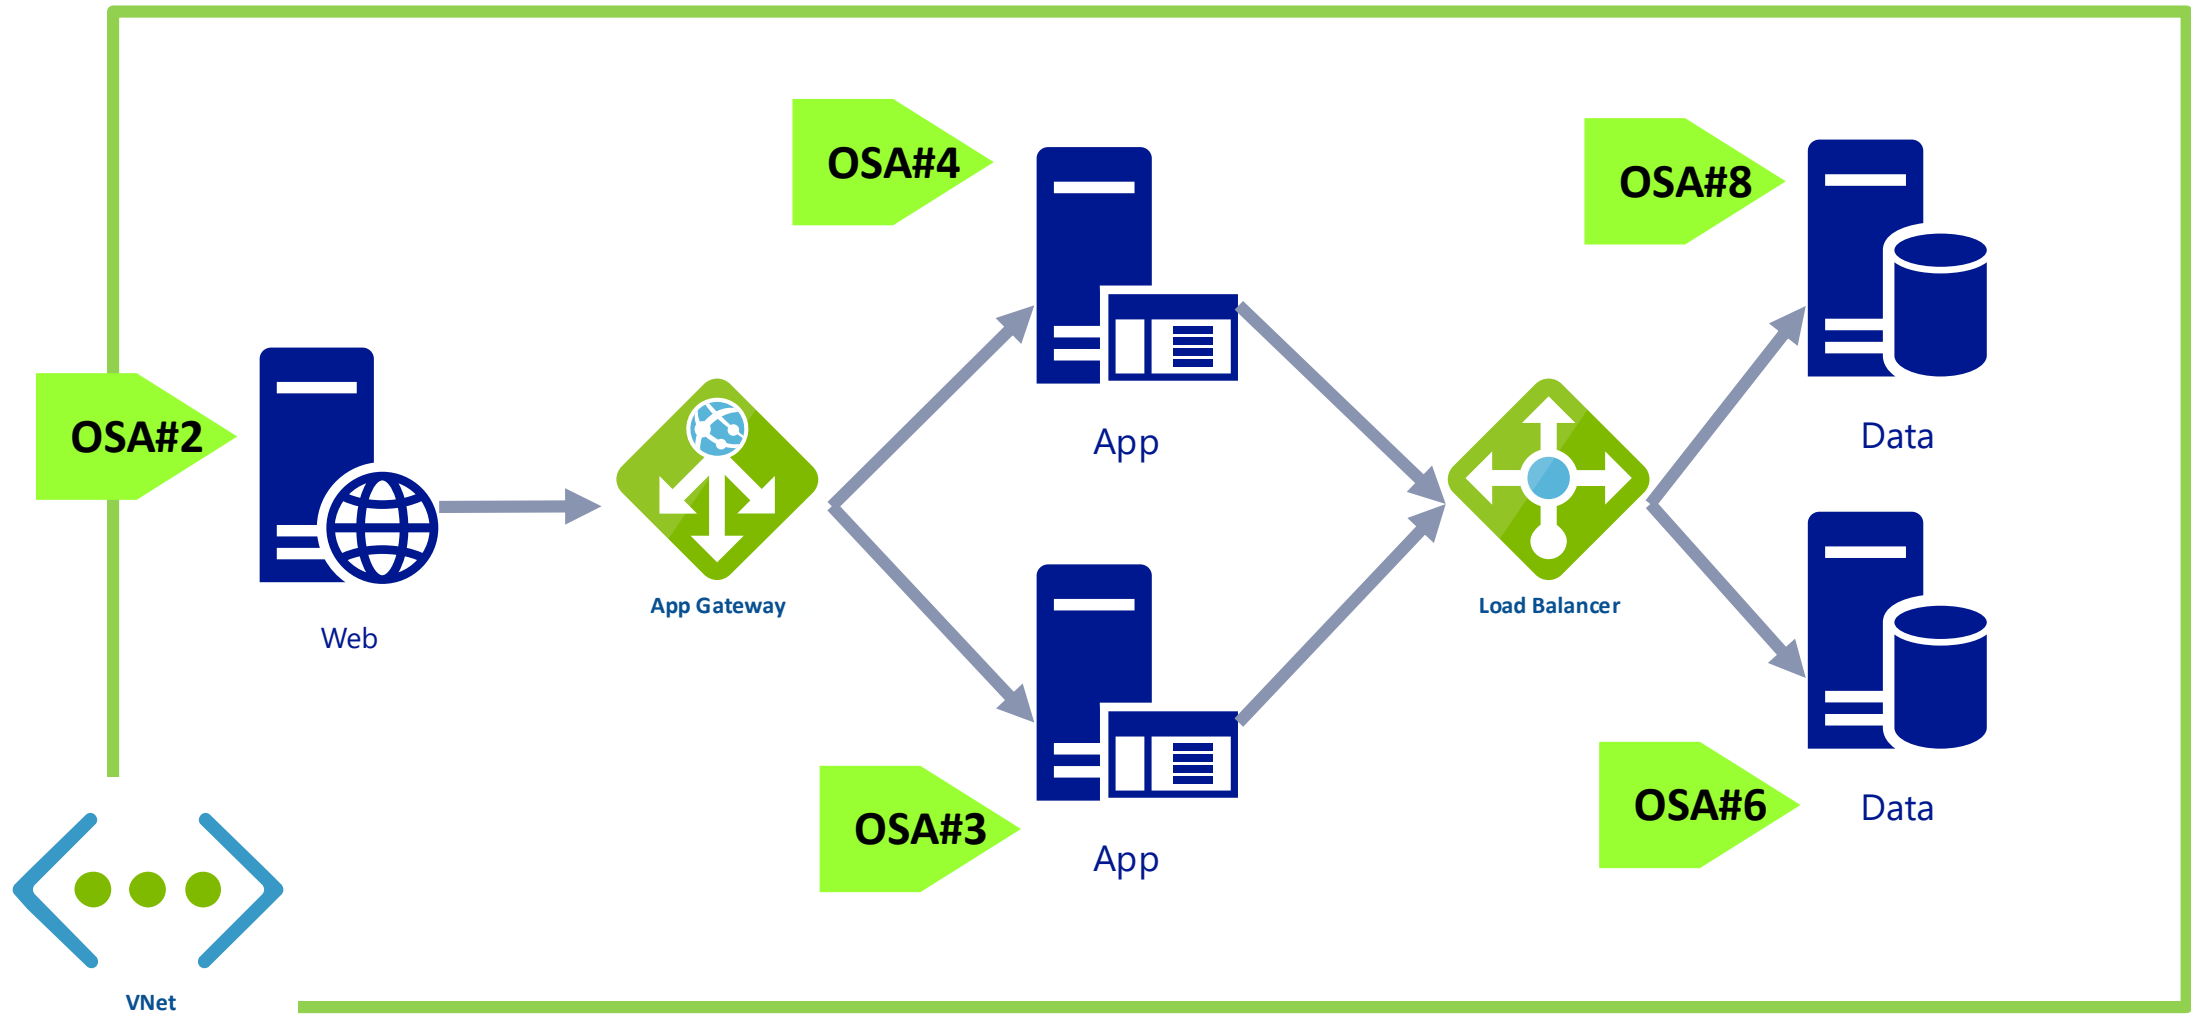 OSA#4
OSA#8
OSA#2
App
Data
App Gateway
Load Balancer
Web
OSA#3
OSA#6
App
Data
VNet